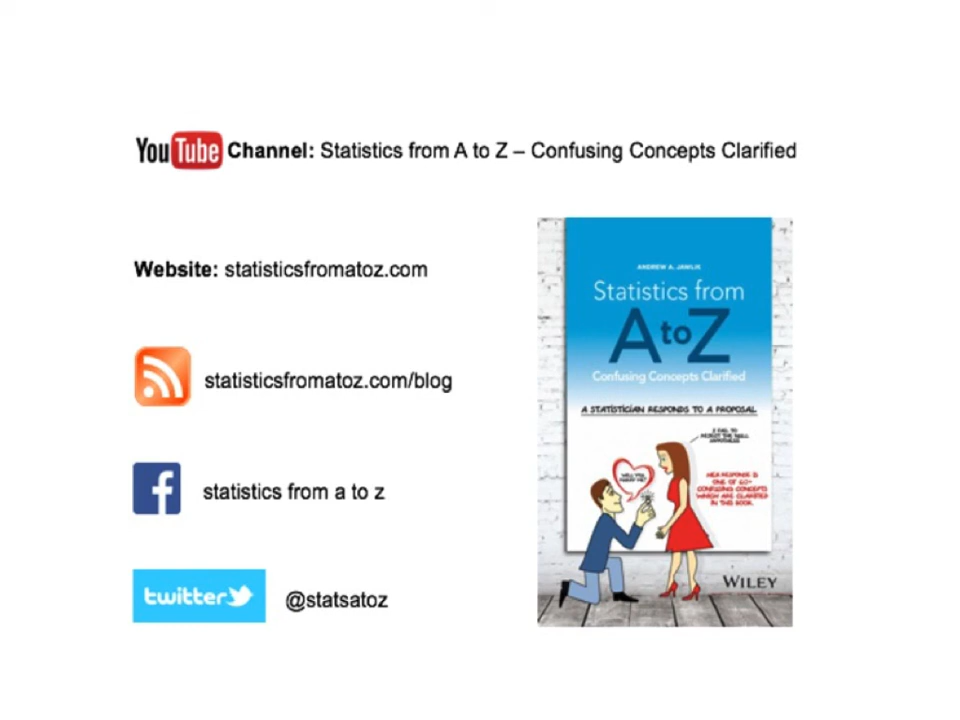 YouTube Channel: Statistics from A to Z – Confusing Concepts Clarified
Website: statisticsfromatoz.com
statisticsfromatoz.com/blog
statistics from a to z
twitter @statsatoz
ANDREW A. JAWLIK
Statistics from
A to Z
Confusing Concepts Clarified
A STATISTICIAN RESPONDS TO A PROPOSAL
I FAIL TO
REJECT THE NULL
HYPOTHESIS
WILL YOU
MARRY ME?
HER RESPONSE IS
ONE OF 60+
CONFUSING CONCEPTS
WHICH ARE CLARIFIED
IN THIS BOOK.
WILEY